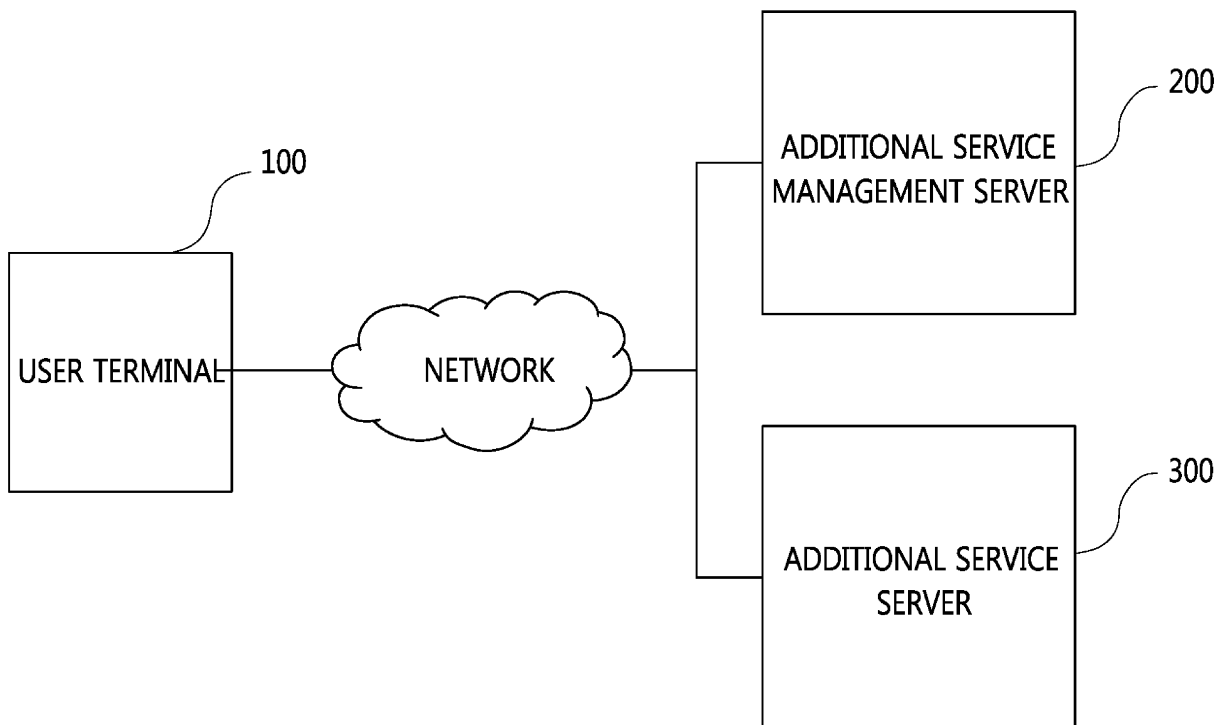 100
USER TERMINAL
NETWORK
200
ADDITIONAL SERVICE
MANAGEMENT SERVER
300
ADDITIONAL SERVICE
SERVER